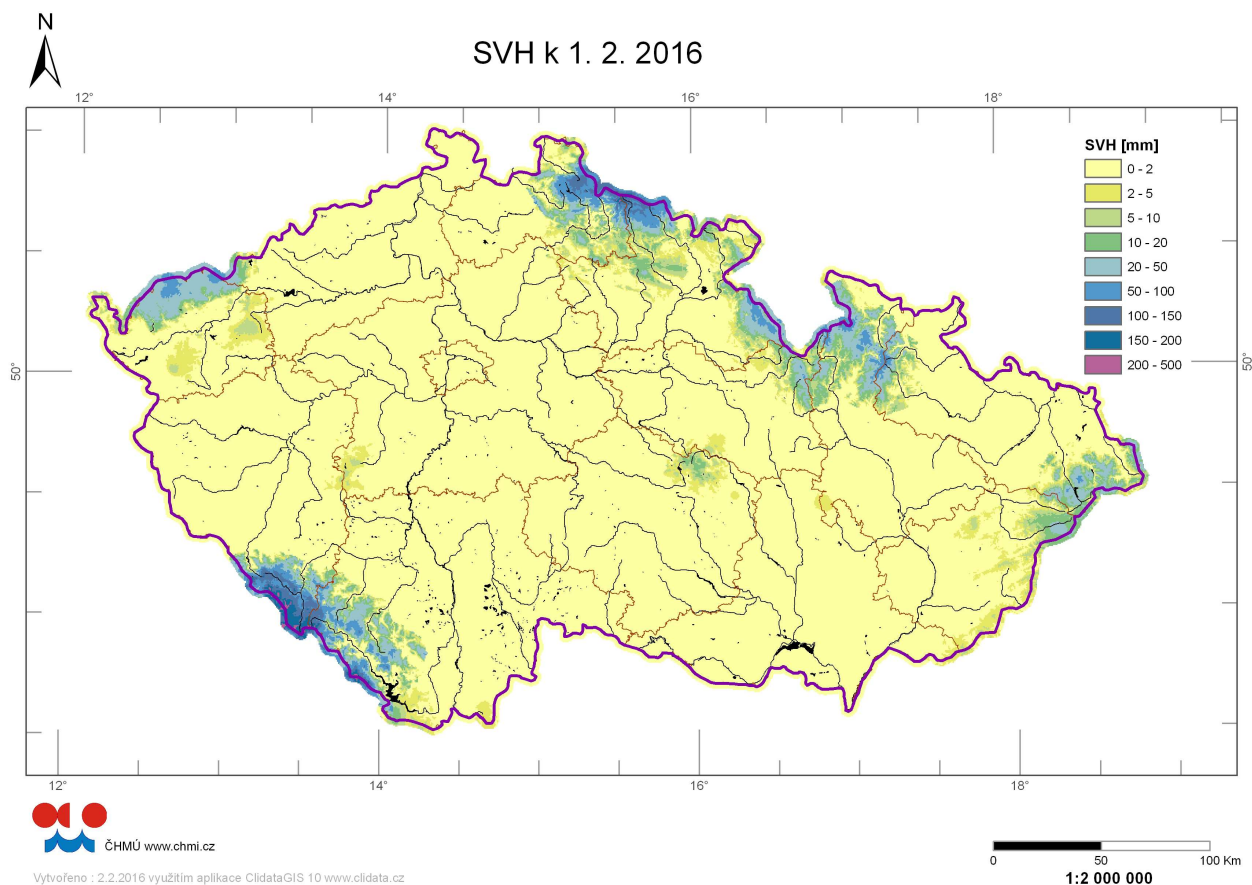 N
SVH k 1. 2. 2016
12° 14° 16° 18°
SVH [mm]
0 - 2
2 - 5
5 - 10
10 - 20
20 - 50
50 - 100
100 - 150
150 - 200
200 - 500
50° 50°
12° 14° 16° 18°
ČHMÚ www.chmi.cz
0 50 100 Km
1:2 000 000
Vytvořeno : 2.2.2016 využitím aplikace ClidataGIS 10 www.clidata.cz